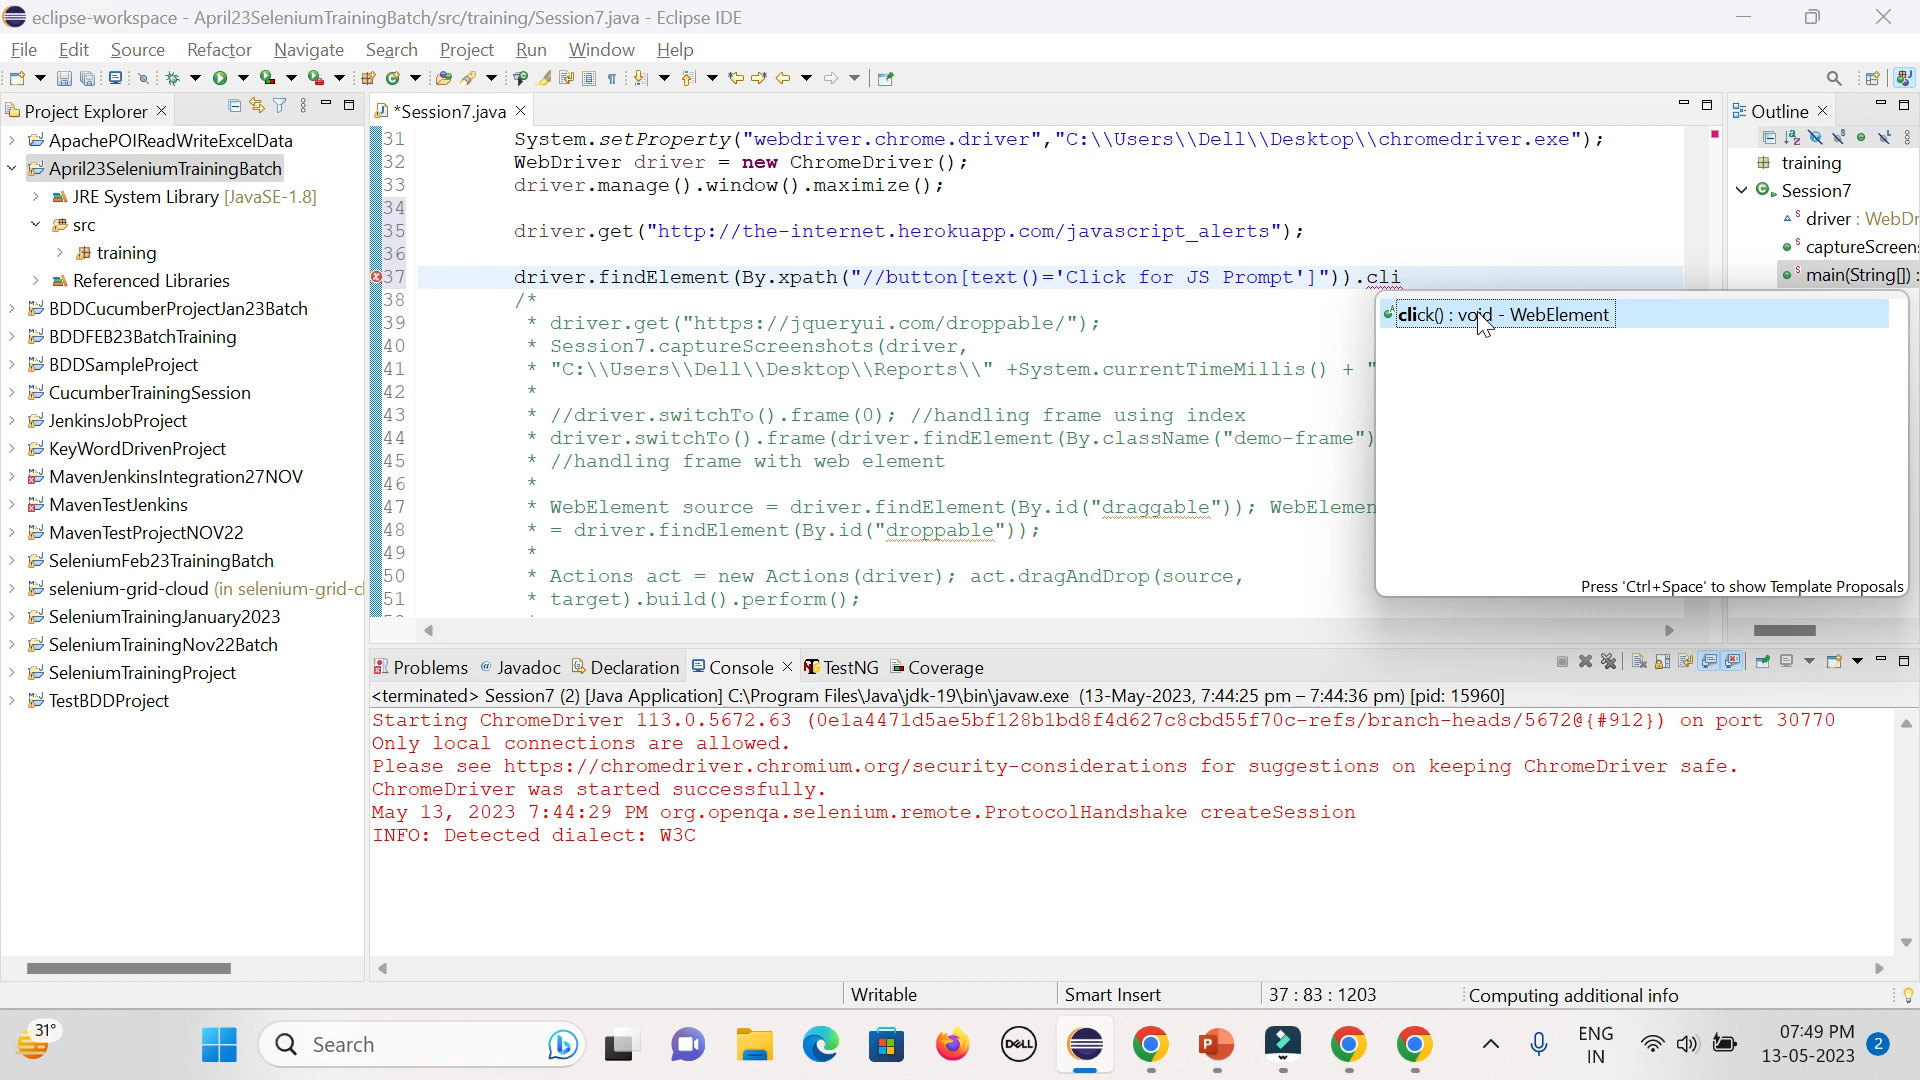 eclipse-workspace - April23SeleniumTrainingBatch/src/training/Session7.java - Eclipse IDE
File Edit Source Refactor Navigate Search Project Run Window Help
Project Explorer
ApachePOIReadWriteExcelData
April23SeleniumTrainingBatch
JRE System Library [JavaSE-1.8]
src
training
Referenced Libraries
BDDCucumberProjectJan23Batch
BDDFEB23BatchTraining
BDDSampleProject
CucumberTrainingSession
JenkinsJobProject
KeyWordDrivenProject
MavenJenkinsIntegration27NOV
MavenTestJenkins
MavenTestProjectNOV22
SeleniumFeb23TrainingBatch
selenium-grid-cloud (in selenium-grid-cl
SeleniumTrainingJanuary2023
SeleniumTrainingNov22Batch
SeleniumTrainingProject
TestBDDProject
*Session7.java
31 System.setProperty("webdriver.chrome.driver","C:\\Users\\Dell\\Desktop\\chromedriver.exe");
32 WebDriver driver = new ChromeDriver();
33 driver.manage().window().maximize();
34
35 driver.get("http://the-internet.herokuapp.com/javascript_alerts");
36
37 driver.findElement(By.xpath("//button[text()='Click for JS Prompt']")).cli
38 /*
39 * driver.get("https://jqueryui.com/droppable/");
40 * Session7.captureScreenshots(driver,
41 * "C:\\Users\\Dell\\Desktop\\Reports\\" +System.currentTimeMillis() + "
42 *
43 * //driver.switchTo().frame(0); //handling frame using index
44 * driver.switchTo().frame(driver.findElement(By.className("demo-frame")
45 * //handling frame with web element
46 *
47 * WebElement source = driver.findElement(By.id("draggable")); WebElemen
48 * = driver.findElement(By.id("droppable"));
49 *
50 * Actions act = new Actions(driver); act.dragAndDrop(source,
51 * target).build().perform();
click() : void - WebElement
Press 'Ctrl+Space' to show Template Proposals
Outline
training
Session7
driver : WebDr
captureScreens
main(String[]) :
Problems Javadoc Declaration Console TestNG Coverage
<terminated> Session7 (2) [Java Application] C:\Program Files\Java\jdk-19\bin\javaw.exe (13-May-2023, 7:44:25 pm – 7:44:36 pm) [pid: 15960]
Starting ChromeDriver 113.0.5672.63 (0e1a4471d5ae5bf128b1bd8f4d627c8cbd55f70c-refs/branch-heads/5672@{#912}) on port 30770
Only local connections are allowed.
Please see https://chromedriver.chromium.org/security-considerations for suggestions on keeping ChromeDriver safe.
ChromeDriver was started successfully.
May 13, 2023 7:44:29 PM org.openqa.selenium.remote.ProtocolHandshake createSession
INFO: Detected dialect: W3C
Writable Smart Insert 37 : 83 : 1203 Computing additional info
31° Search DELL ENG IN 07:49 PM 13-05-2023 2